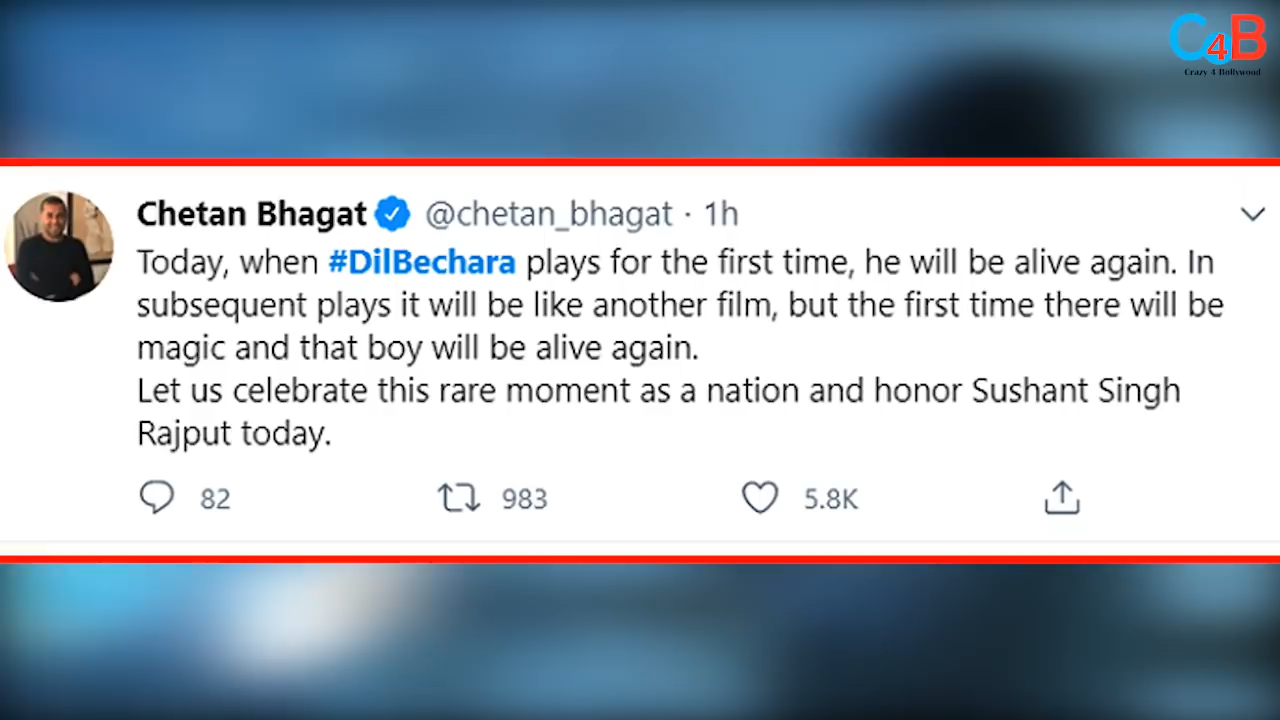 C4B
Crazy 4 Bollywood
Chetan Bhagat @chetan_bhagat · 1h
Today, when #DilBechara plays for the first time, he will be alive again. In
subsequent plays it will be like another film, but the first time there will be
magic and that boy will be alive again.
Let us celebrate this rare moment as a nation and honor Sushant Singh
Rajput today.
82 983 5.8K